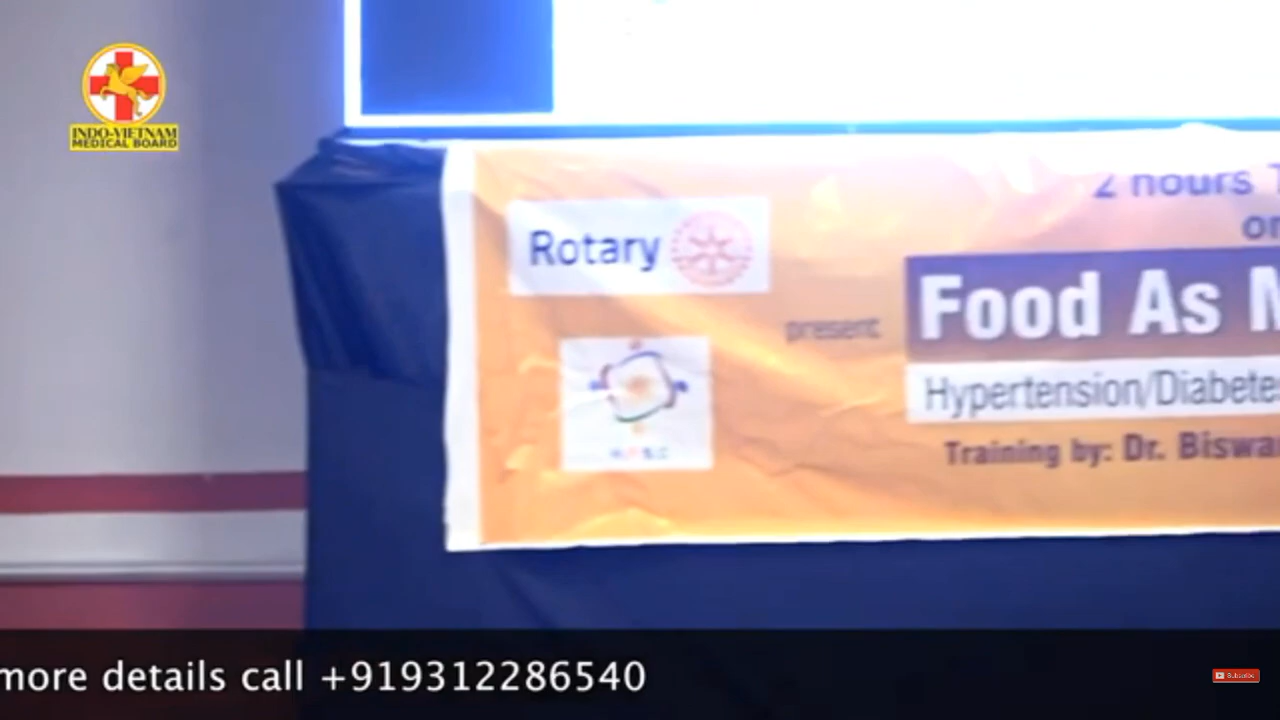 INDO-VIETNAM
MEDICAL BOARD
2 hours
Rotary
Food As
present
Hypertension/Diabete
Training by: Dr. Biswa
more details call +919312286540
Subscribe